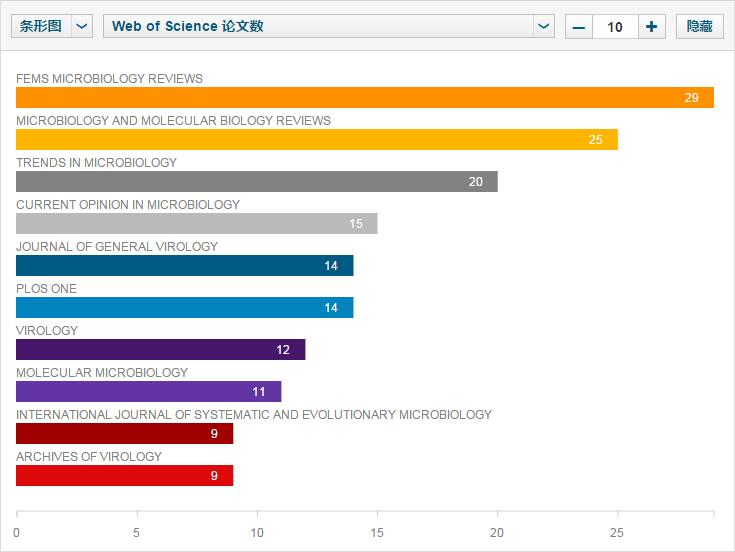 条形图 Web of Science 论文数 — 10 + 隐藏
FEMS MICROBIOLOGY REVIEWS
29
MICROBIOLOGY AND MOLECULAR BIOLOGY REVIEWS
25
TRENDS IN MICROBIOLOGY
20
CURRENT OPINION IN MICROBIOLOGY
15
JOURNAL OF GENERAL VIROLOGY
14
PLOS ONE
14
VIROLOGY
12
MOLECULAR MICROBIOLOGY
11
INTERNATIONAL JOURNAL OF SYSTEMATIC AND EVOLUTIONARY MICROBIOLOGY
9
ARCHIVES OF VIROLOGY
9
0 5 10 15 20 25